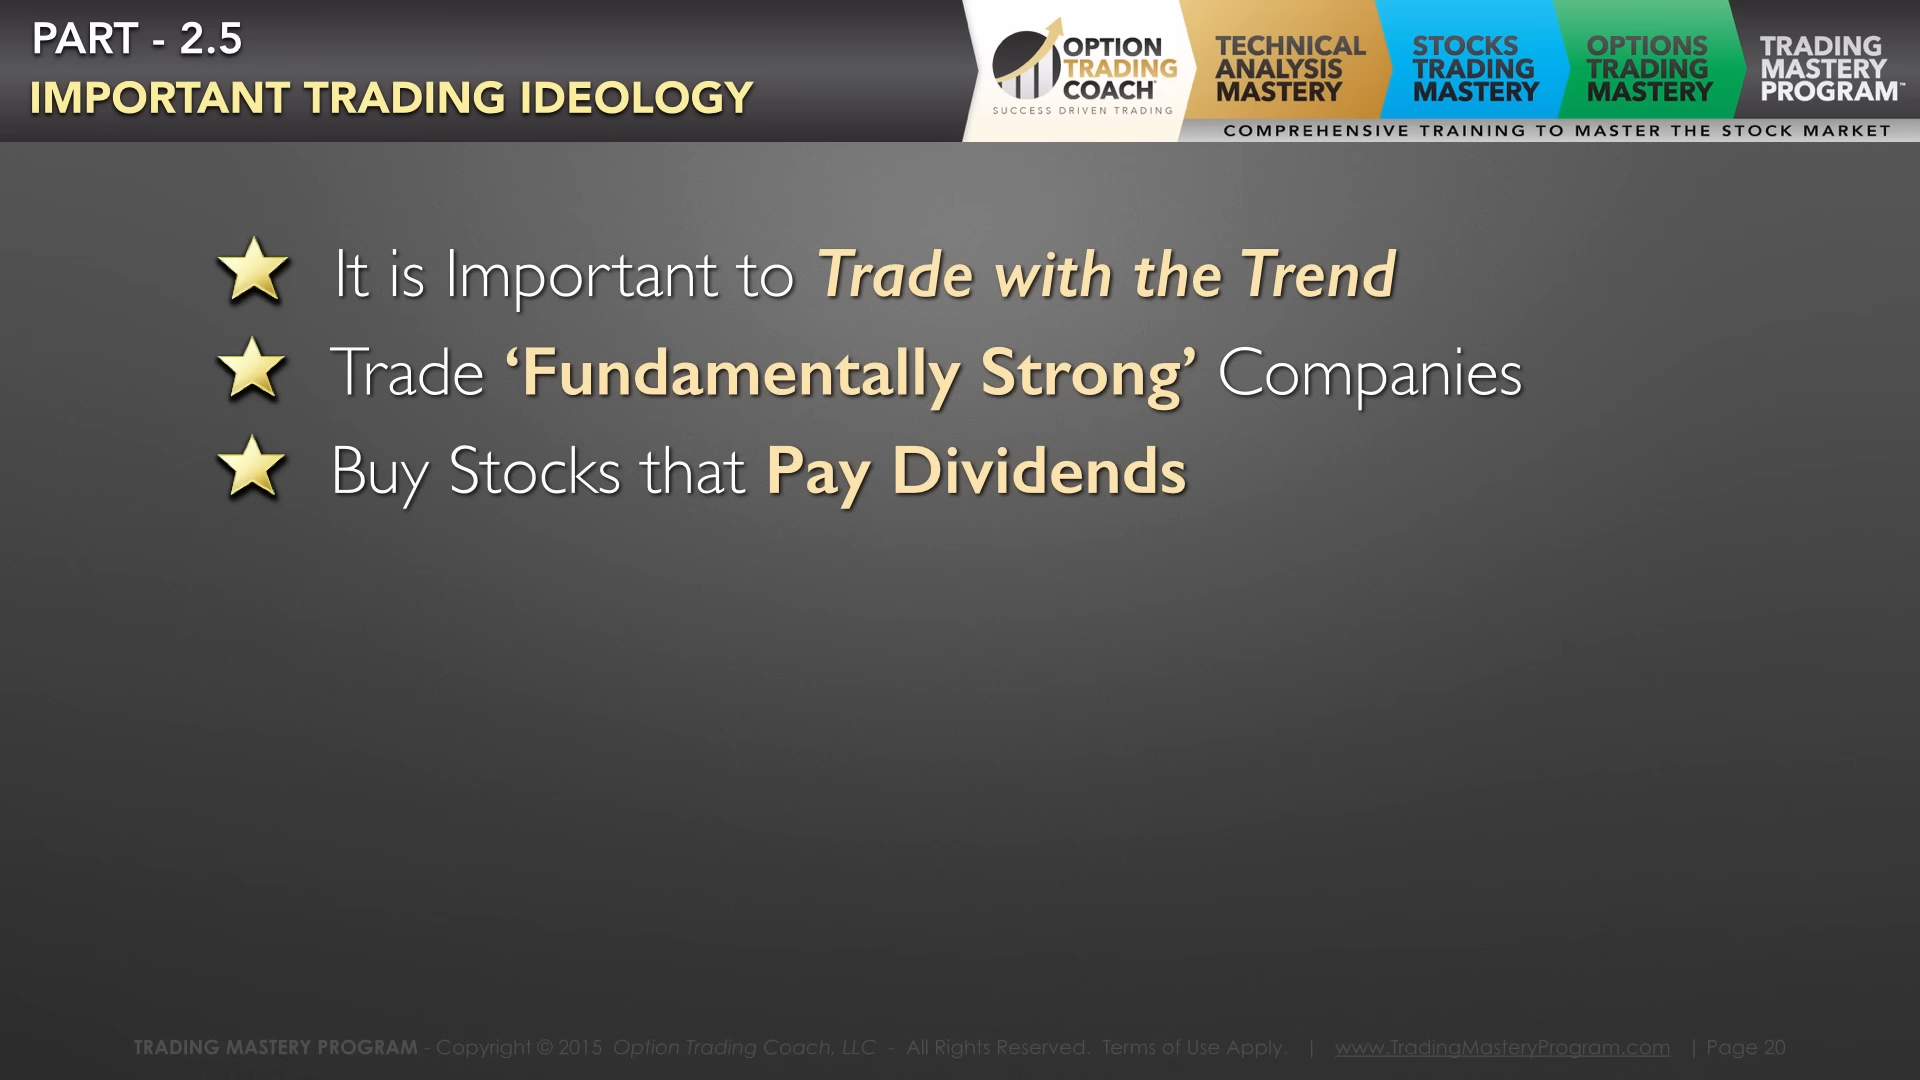 PART - 2.5
IMPORTANT TRADING IDEOLOGY
OPTION
TRADING
COACH
SUCCESS DRIVEN TRADING
TECHNICAL
ANALYSIS
MASTERY
STOCKS
TRADING
MASTERY
OPTIONS
TRADING
MASTERY
TRADING
MASTERY
PROGRAM™
COMPREHENSIVE TRAINING TO MASTER THE STOCK MARKET
It is Important to Trade with the Trend
Trade ‘Fundamentally Strong’ Companies
Buy Stocks that Pay Dividends
TRADING MASTERY PROGRAM - Copyright © 2015 Option Trading Coach, LLC - All Rights Reserved. Terms of Use Apply. | www.TradingMasteryProgram.com | Page 20